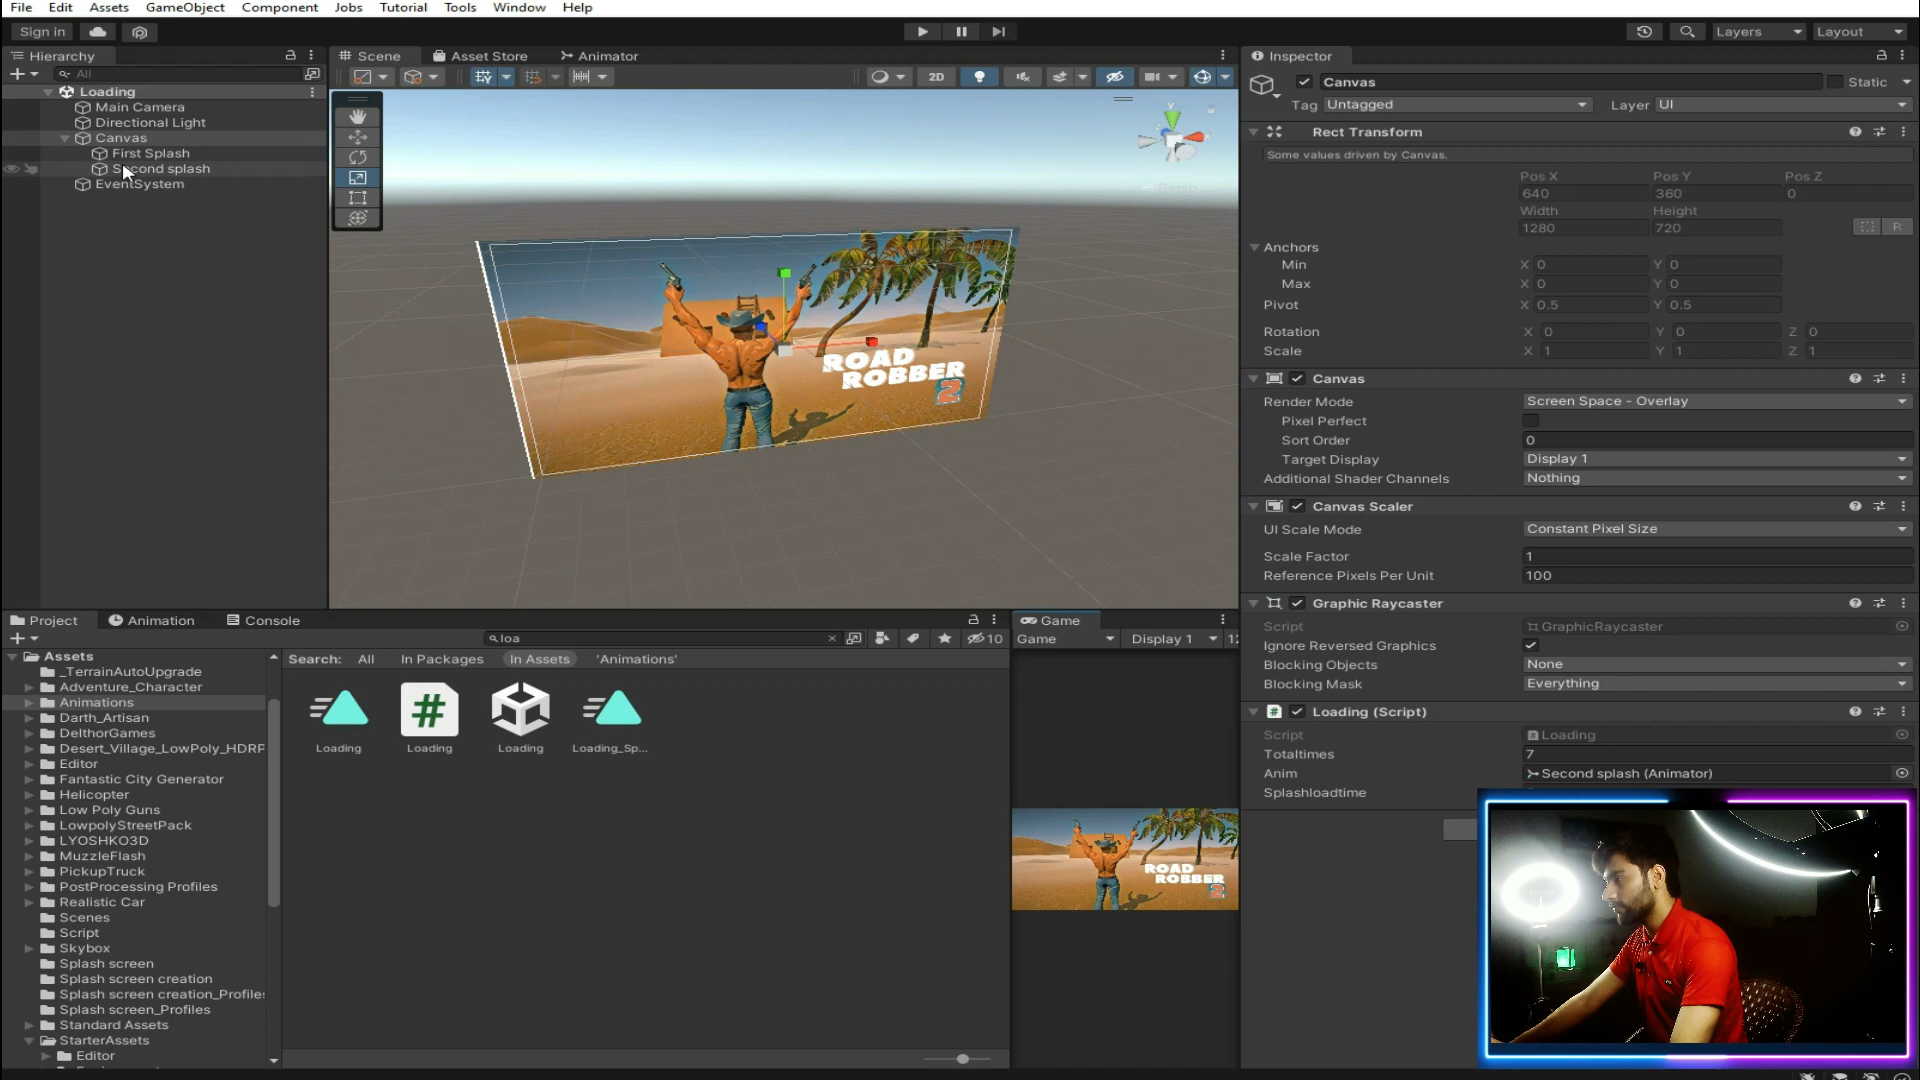 File Edit Assets GameObject Component Jobs Tutorial Tools Window Help
Sign in Layers Layout
Hierarchy
All
Loading
Main Camera
Directional Light
Canvas
First Splash
Second splash
EventSystem
Scene Asset Store Animator
2D
ROAD
ROBBER
2
Inspector
Canvas Static
Tag Untagged Layer UI
Rect Transform
Some values driven by Canvas.
Pos X Pos Y Pos Z
640 360 0
Width Height
1280 720 R
Anchors
Min X 0 Y 0
Max X 0 Y 0
Pivot X 0.5 Y 0.5
Rotation X 0 Y 0 Z 0
Scale X 1 Y 1 Z 1
Canvas
Render Mode Screen Space - Overlay
Pixel Perfect
Sort Order 0
Target Display Display 1
Additional Shader Channels Nothing
Canvas Scaler
UI Scale Mode Constant Pixel Size
Scale Factor 1
Reference Pixels Per Unit 100
Graphic Raycaster
Script GraphicRaycaster
Ignore Reversed Graphics
Blocking Objects None
Blocking Mask Everything
Loading (Script)
Script Loading
Totaltimes 7
Anim Second splash (Animator)
Splashloadtime
Project Animation Console
loa 10
Search: All In Packages In Assets 'Animations'
Assets
_TerrainAutoUpgrade
Adventure_Character
Animations
Darth_Artisan
DelthorGames
Desert_Village_LowPoly_HDRP
Editor
Fantastic City Generator
Helicopter
Low Poly Guns
LowpolyStreetPack
LYOSHKO3D
MuzzleFlash
PickupTruck
PostProcessing Profiles
Realistic Car
Scenes
Script
Skybox
Splash screen
Splash screen creation
Splash screen creation_Profiles
Splash screen_Profiles
Standard Assets
StarterAssets
Editor
Loading Loading Loading Loading_Sp...
Game
Game Display 1 12
ROAD
ROBBER
2